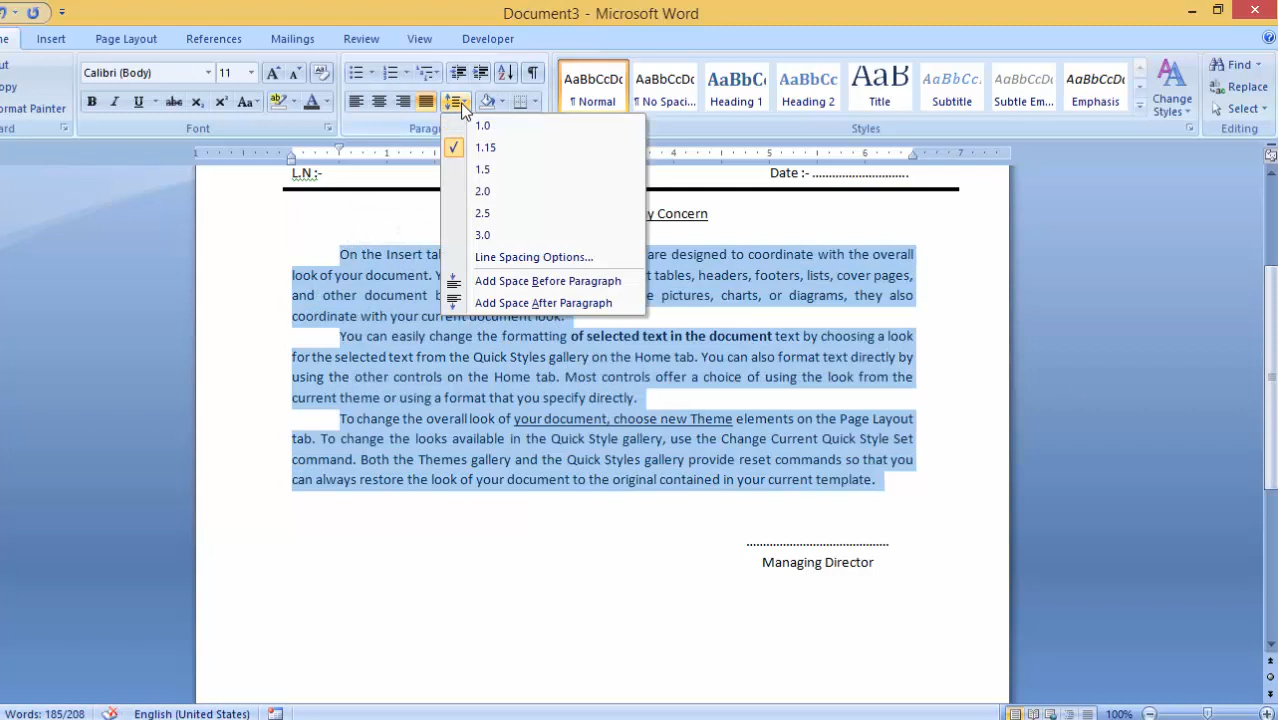 Document3 - Microsoft Word
Insert Page Layout References Mailings Review View Developer
Calibri (Body) 11 AaBbCcDc AaBbCcDc AaBbC AaBbCc AaB AaBbCc. AaBbCcDc AaBbCcDc Find
B I U abc x₂ x² Aa ab A Normal No Spaci... Heading 1 Heading 2 Title Subtitle Subtle Em... Emphasis Change Styles Replace
ormat Painter Select
Font Styles Editing
1.0
1.15
1.5
2.0
2.5
3.0
Line Spacing Options...
Add Space Before Paragraph
Add Space After Paragraph
1 1 4 5 6 7
L.N :- Date :- ............................
y Concern
On the Insert tab are designed to coordinate with the overall
look of your document. Y t tables, headers, footers, lists, cover pages,
and other document b e pictures, charts, or diagrams, they also
coordinate with your current document look.
You can easily change the formatting of selected text in the document text by choosing a look
for the selected text from the Quick Styles gallery on the Home tab. You can also format text directly by
using the other controls on the Home tab. Most controls offer a choice of using the look from the
current theme or using a format that you specify directly.
To change the overall look of your document, choose new Theme elements on the Page Layout
tab. To change the looks available in the Quick Style gallery, use the Change Current Quick Style Set
command. Both the Themes gallery and the Quick Styles gallery provide reset commands so that you
can always restore the look of your document to the original contained in your current template.
......................................
Managing Director
Words: 185/208 English (United States) 100%